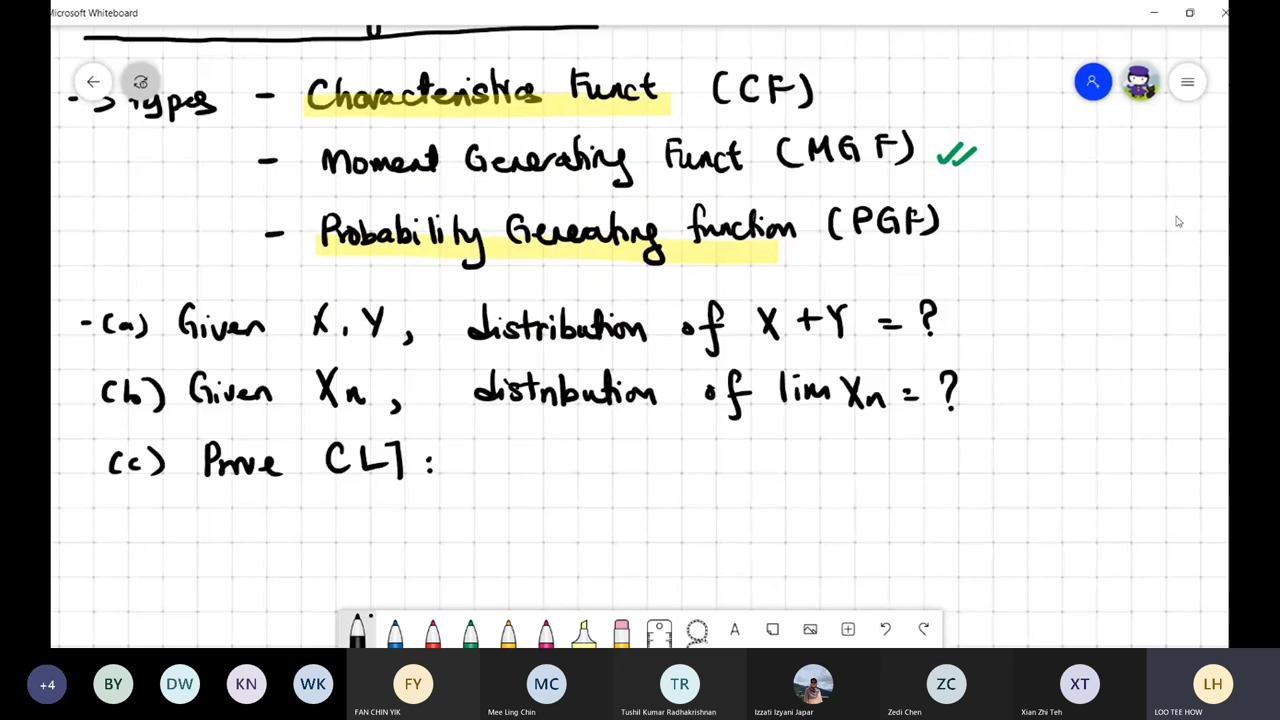 Microsoft Whiteboard
- 3 Types - Characteristics Funct (CF)
- Moment Generating Funct (MGF)
- Probability Generating function (PGF)
- (a) Given X, Y, distribution of X + Y = ?
(b) Given Xn, distribution of lim Xn = ?
(c) Prove CLT :
A
+4 BY DW KN WK FY MC TR ZC XT LH
FAN CHIN YIK Mee Ling Chin Tushil Kumar Radhakrishnan Izzati Izyani Japar Zedi Chen Xian Zhi Teh LOO TEE HOW